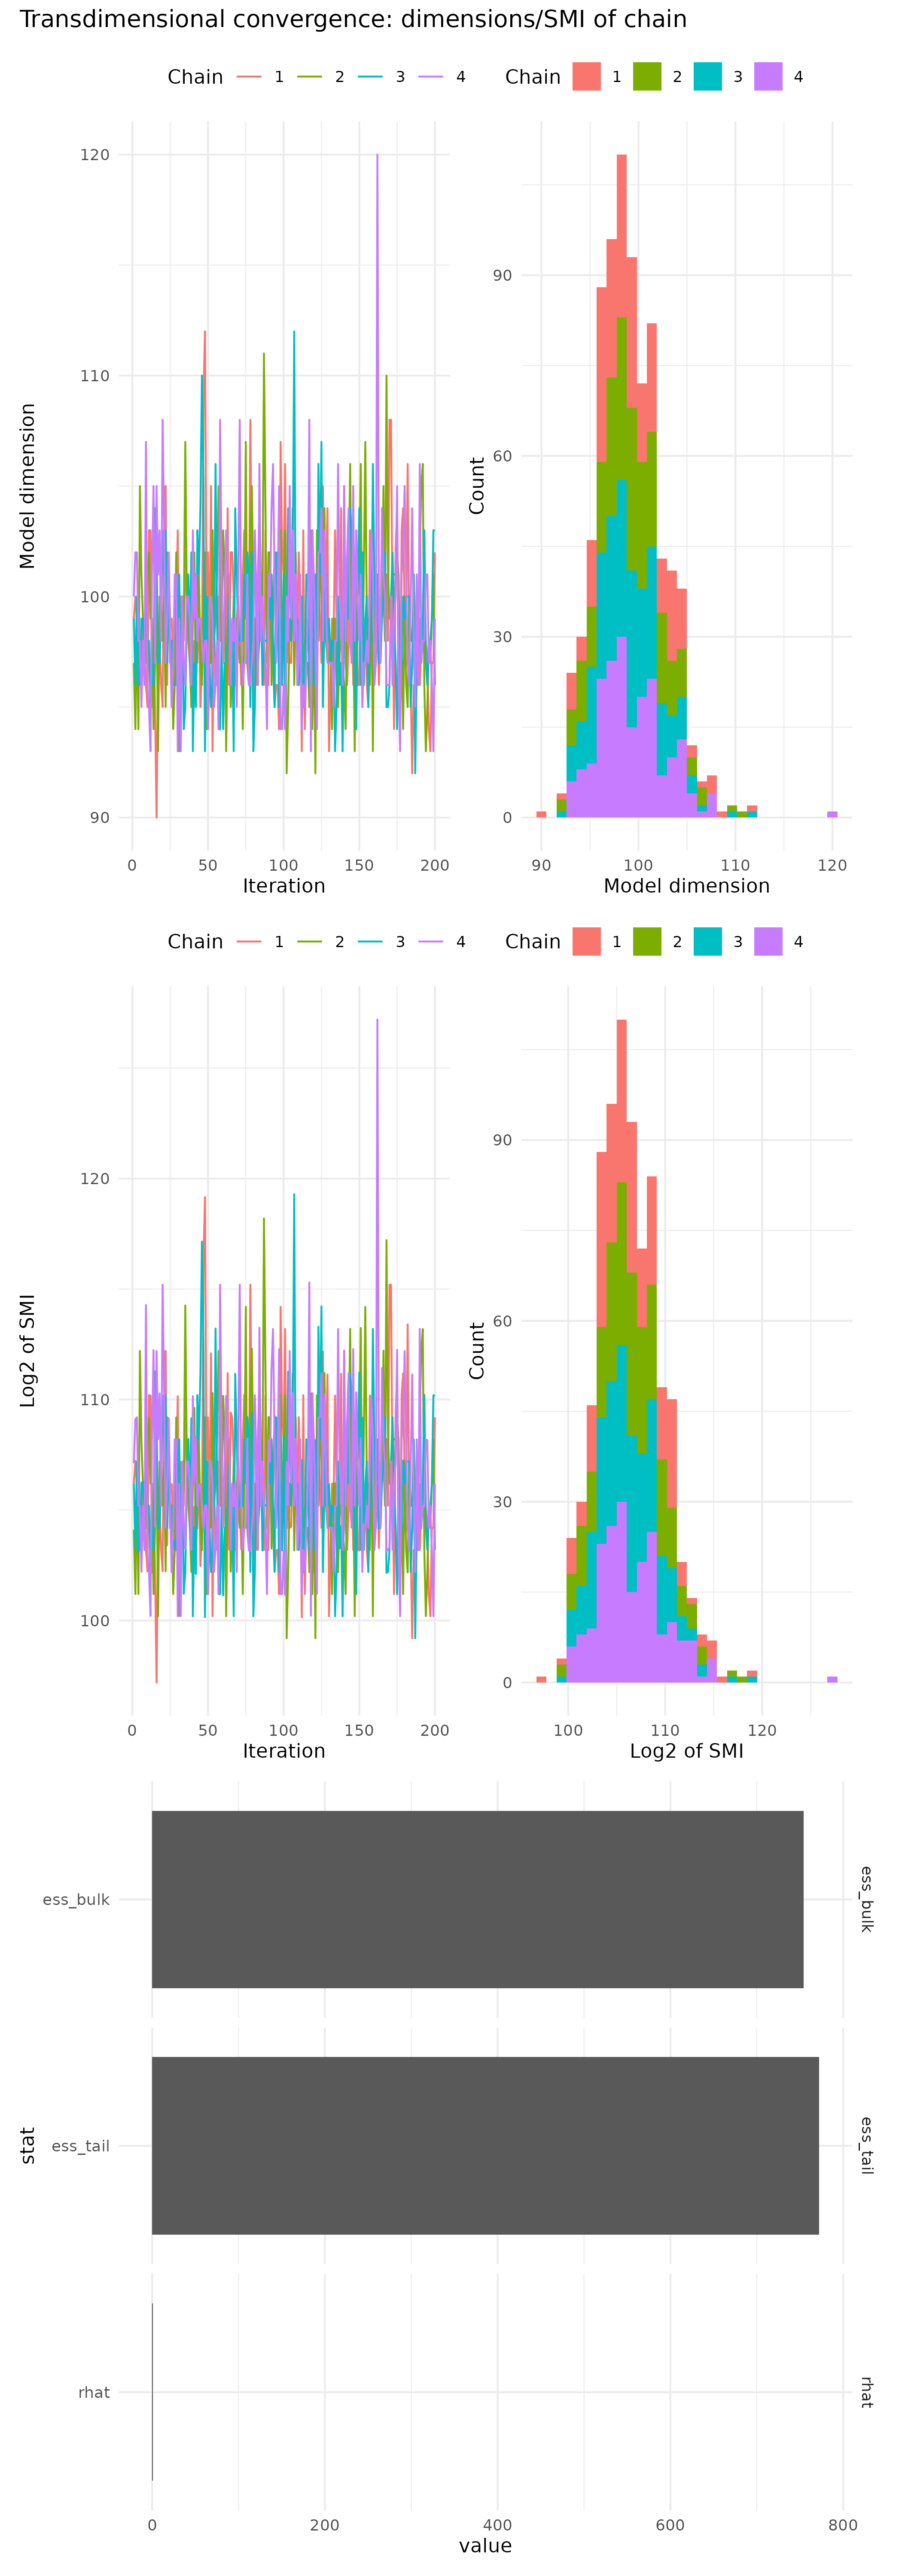 Transdimensional convergence: dimensions/SMI of chain
Chain 1 2 3 4
Chain 1 2 3 4
120
110
100
90
Model dimension
0 50 100 150 200
Iteration
90
60
30
0
Count
90 100 110 120
Model dimension
Chain 1 2 3 4
Chain 1 2 3 4
120
110
100
Log2 of SMI
0 50 100 150 200
Iteration
90
60
30
0
Count
100 110 120
Log2 of SMI
stat
ess_bulk
ess_bulk
ess_tail
ess_tail
rhat
rhat
0 200 400 600 800
value